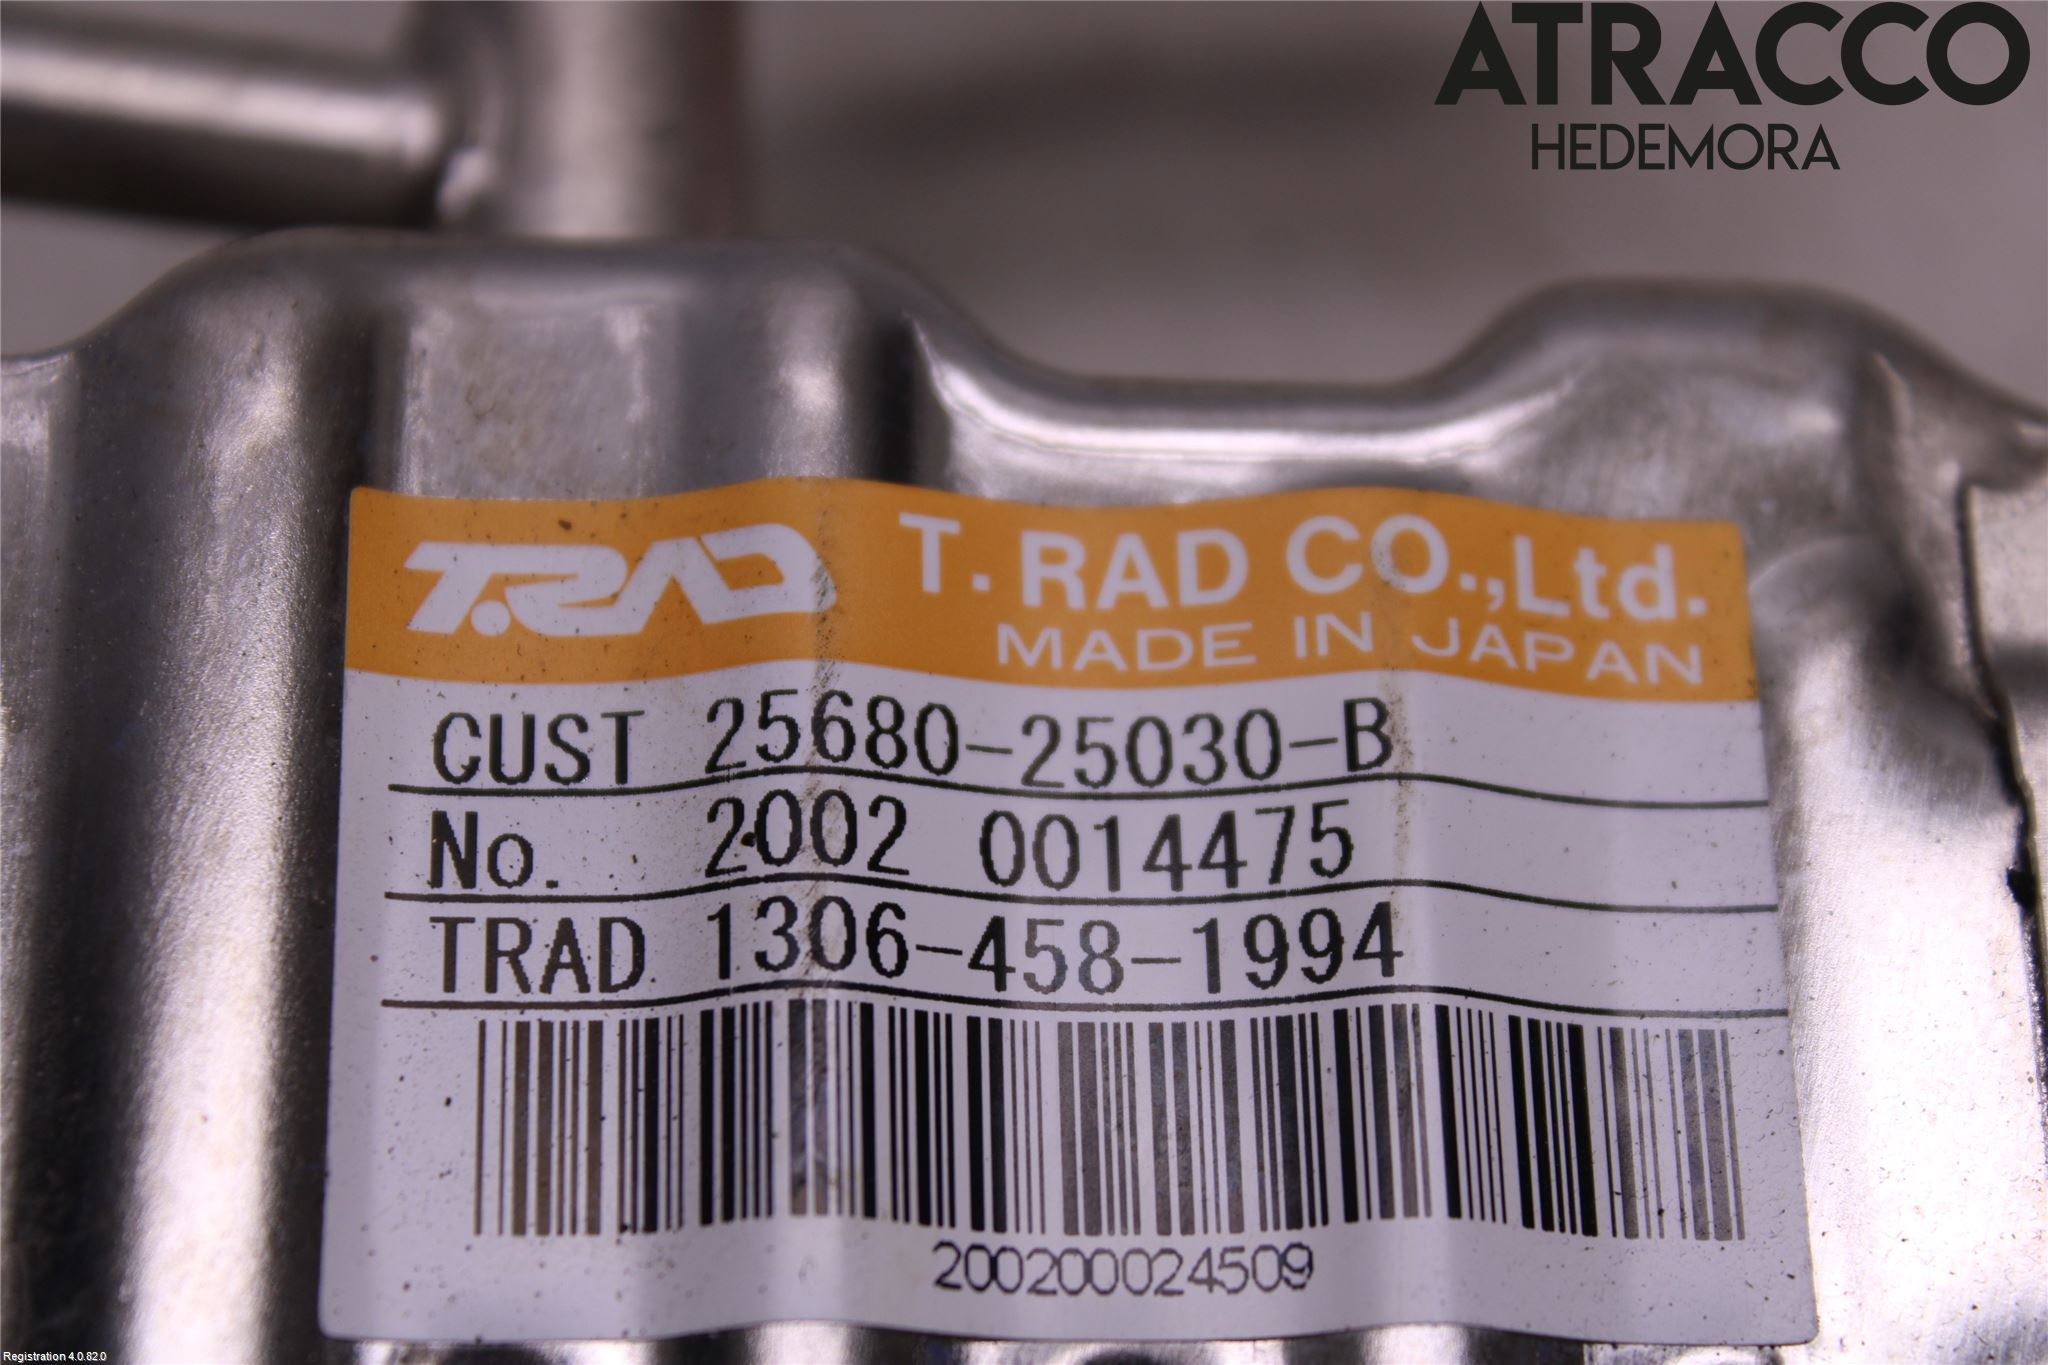 ATRACCO
HEDEMORA
T.RAD T. RAD CO.,Ltd.
MADE IN JAPAN
CUST 25680-25030-B
No. 2002 0014475
TRAD 1306-458-1994
200200024509
Registration 4.0.82.0